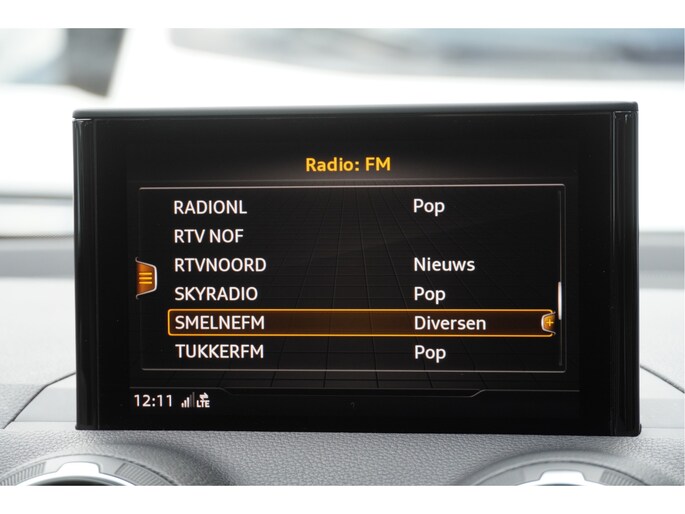 Radio: FM
RADIONL Pop
RTV NOF
RTVNOORD Nieuws
SKYRADIO Pop
SMELNEFM Diversen
TUKKERFM Pop
12:11 LTE